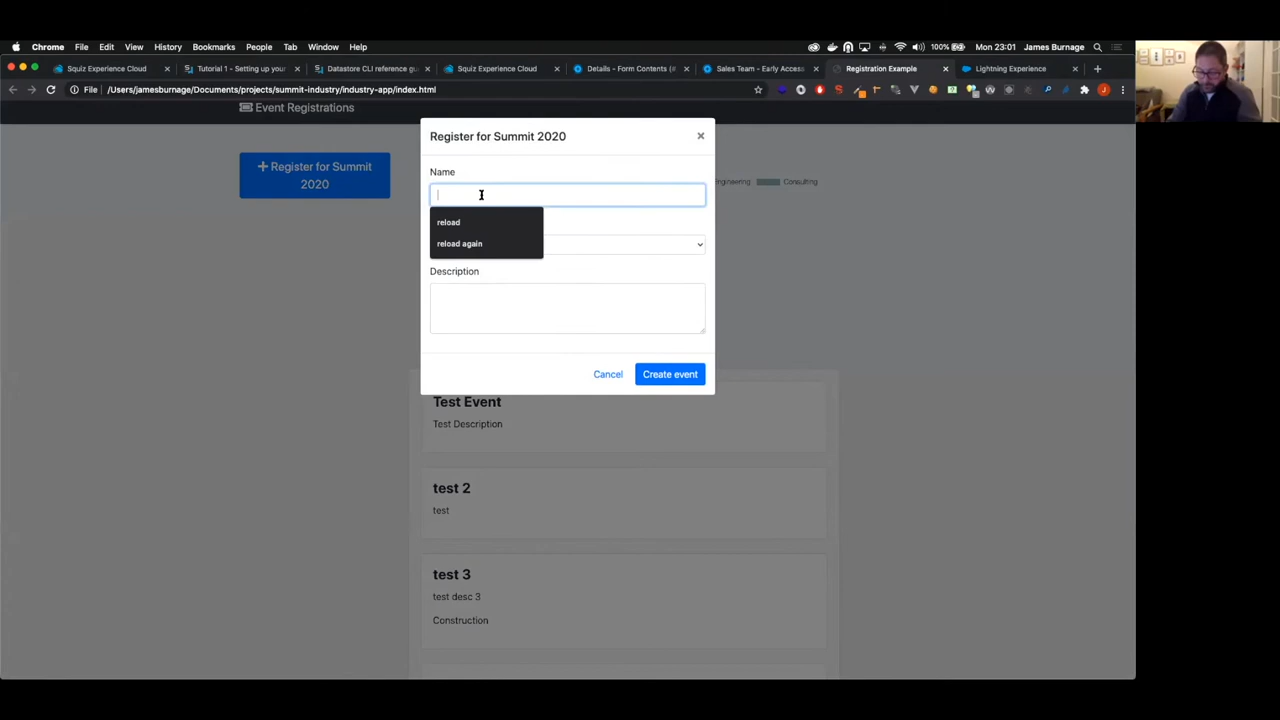 Chrome File Edit View History Bookmarks People Tab Window Help 100% Mon 23:01 James Burnage
Squiz Experience Cloud Tutorial 1 - Setting up your Datastore CLI reference gu Squiz Experience Cloud Details - Form Contents (# Sales Team - Early Access Registration Example Lightning Experience
File /Users/jamesburnage/Documents/projects/summit-industry/industry-app/index.html
Event Registrations
Register for Summit 2020 ×
Register for Summit
2020
Name
gineering Consulting
reload
reload again
Description
Cancel Create event
Test Event
Test Description
test 2
test
test 3
test desc 3
Construction